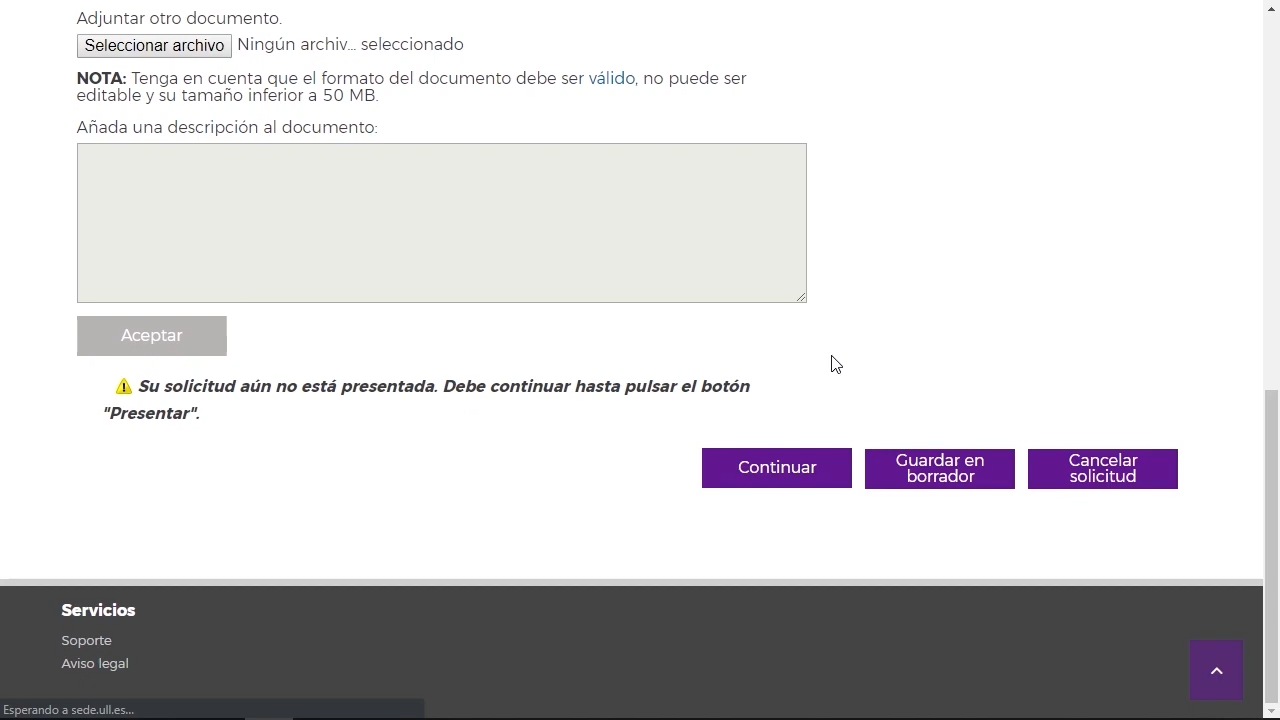 Adjuntar otro documento.
Seleccionar archivo Ningún archiv... seleccionado
NOTA: Tenga en cuenta que el formato del documento debe ser válido, no puede ser
editable y su tamaño inferior a 50 MB.
Añada una descripción al documento:
Aceptar
Su solicitud aún no está presentada. Debe continuar hasta pulsar el botón
"Presentar".
Continuar
Guardar en
borrador
Cancelar
solicitud
Servicios
Soporte
Aviso legal
Esperando a sede.ull.es...